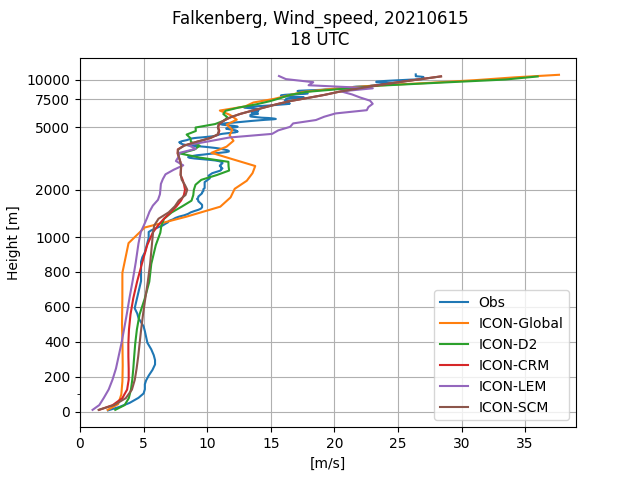 Falkenberg, Wind_speed, 20210615
18 UTC
10000
7500
5000
2000
1000
800
600
400
200
0
Height [m]
0 5 10 15 20 25 30 35
[m/s]
Obs
ICON-Global
ICON-D2
ICON-CRM
ICON-LEM
ICON-SCM